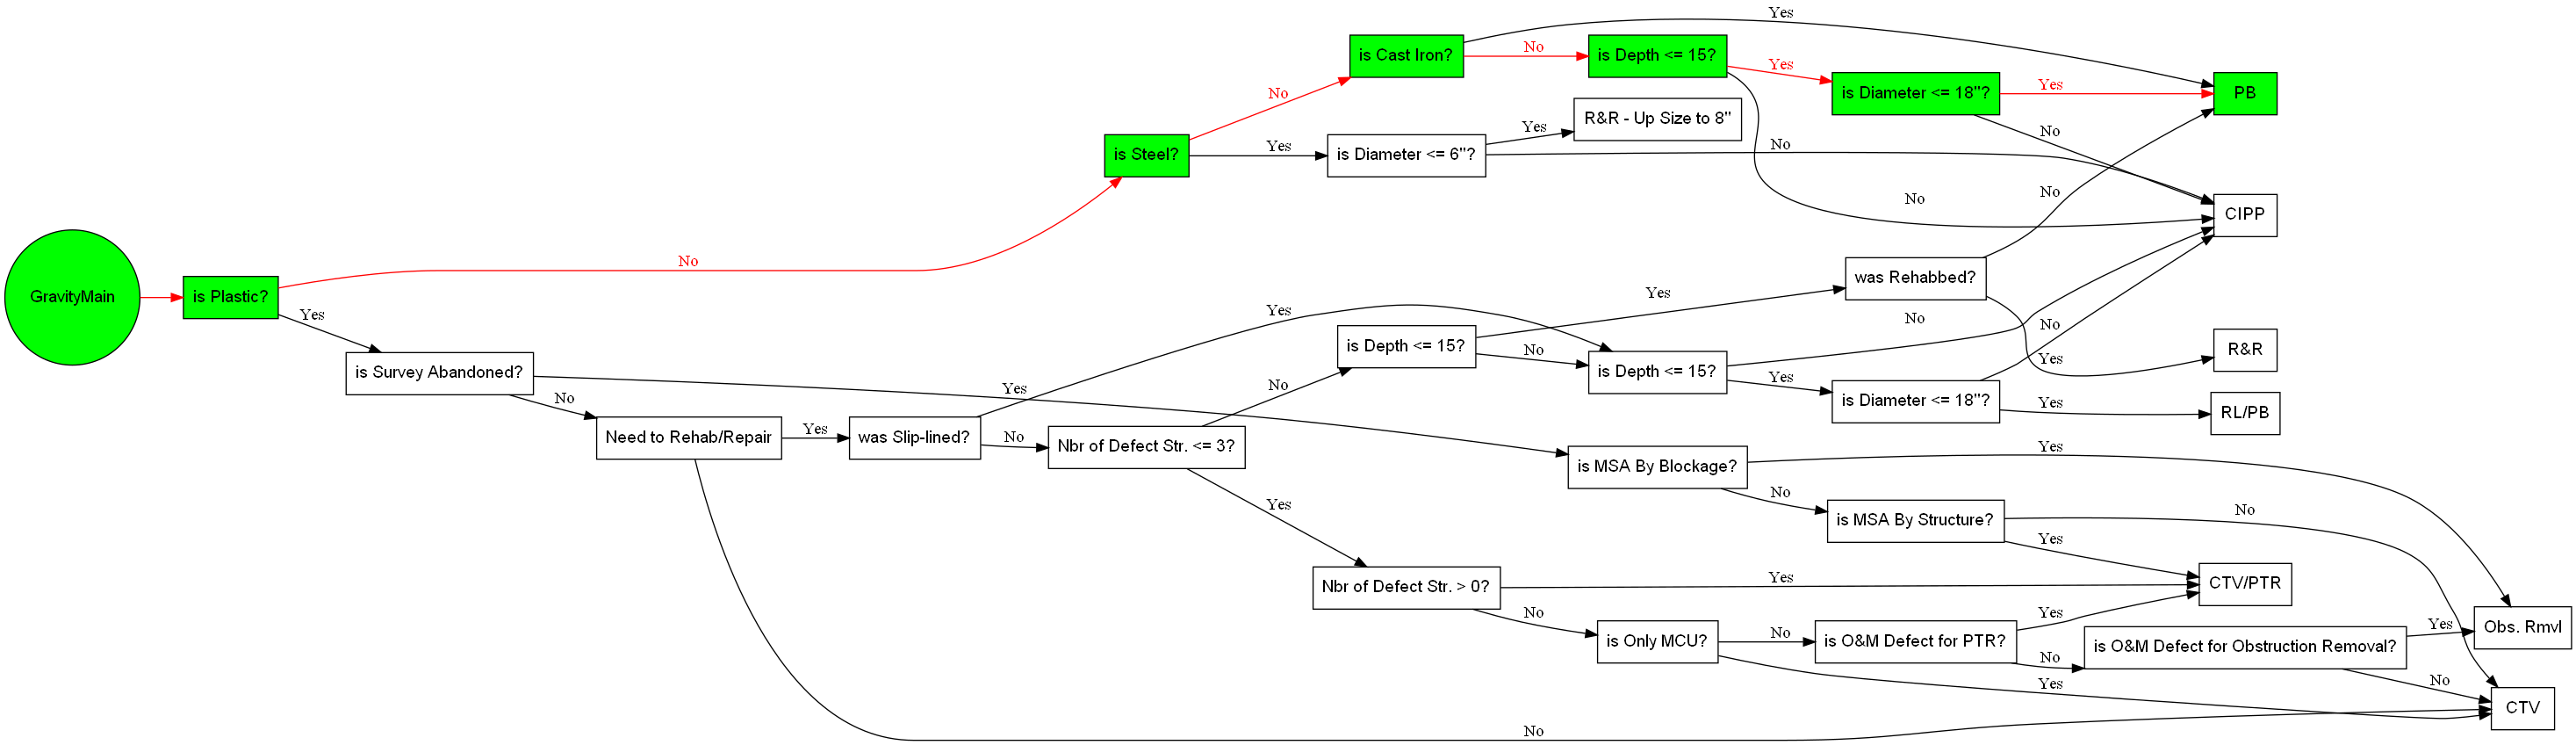 Yes
is Cast Iron?
No
is Depth <= 15?
Yes
is Diameter <= 18"?
Yes
PB
No
R&R - Up Size to 8"
Yes
No
is Steel?
Yes
is Diameter <= 6"?
No
No
No
CIPP
No
GravityMain
is Plastic?
No
Yes
was Rehabbed?
Yes
Yes
is Depth <= 15?
No
No
Yes
R&R
Yes
is Survey Abandoned?
Yes
No
No
is Depth <= 15?
Yes
is Diameter <= 18"?
Yes
RL/PB
No
Need to Rehab/Repair
Yes
was Slip-lined?
No
Nbr of Defect Str. <= 3?
Yes
is MSA By Blockage?
Yes
No
is MSA By Structure?
No
Yes
Yes
Nbr of Defect Str. > 0?
Yes
CTV/PTR
No
is Only MCU?
No
is O&M Defect for PTR?
Yes
No
is O&M Defect for Obstruction Removal?
Yes
Obs. Rmvl
Yes
No
CTV
No